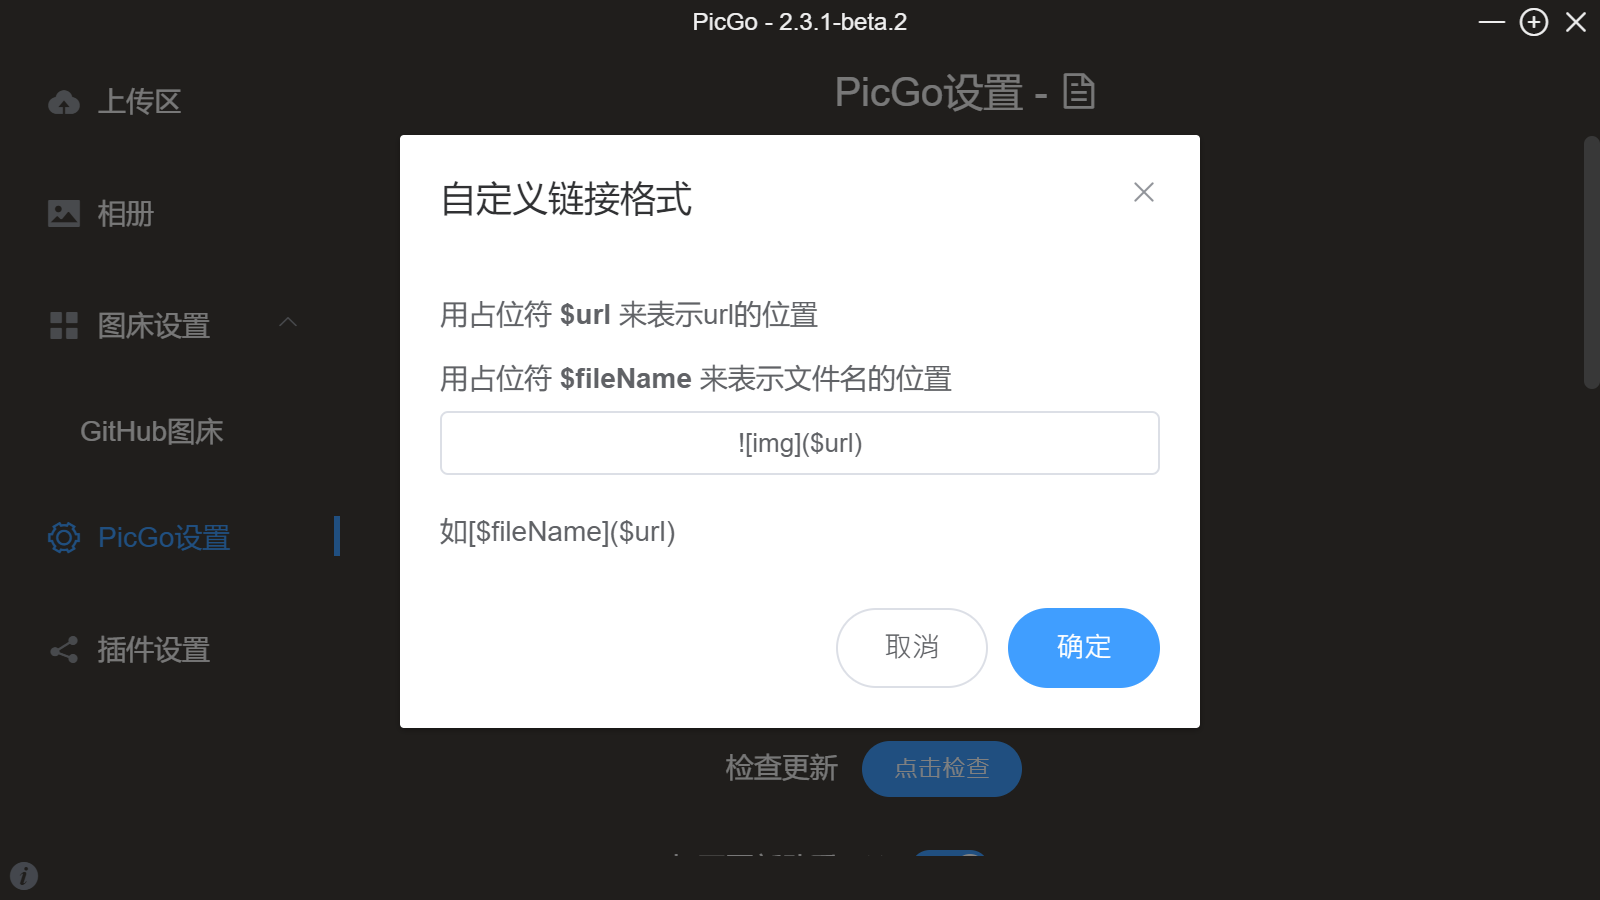 PicGo - 2.3.1-beta.2
上传区
相册
图床设置
GitHub图床
PicGo设置
插件设置
PicGo设置 -
自定义链接格式
用占位符 $url 来表示url的位置
用占位符 $fileName 来表示文件名的位置
![img]($url)
如[$fileName]($url)
取消
确定
检查更新
点击检查